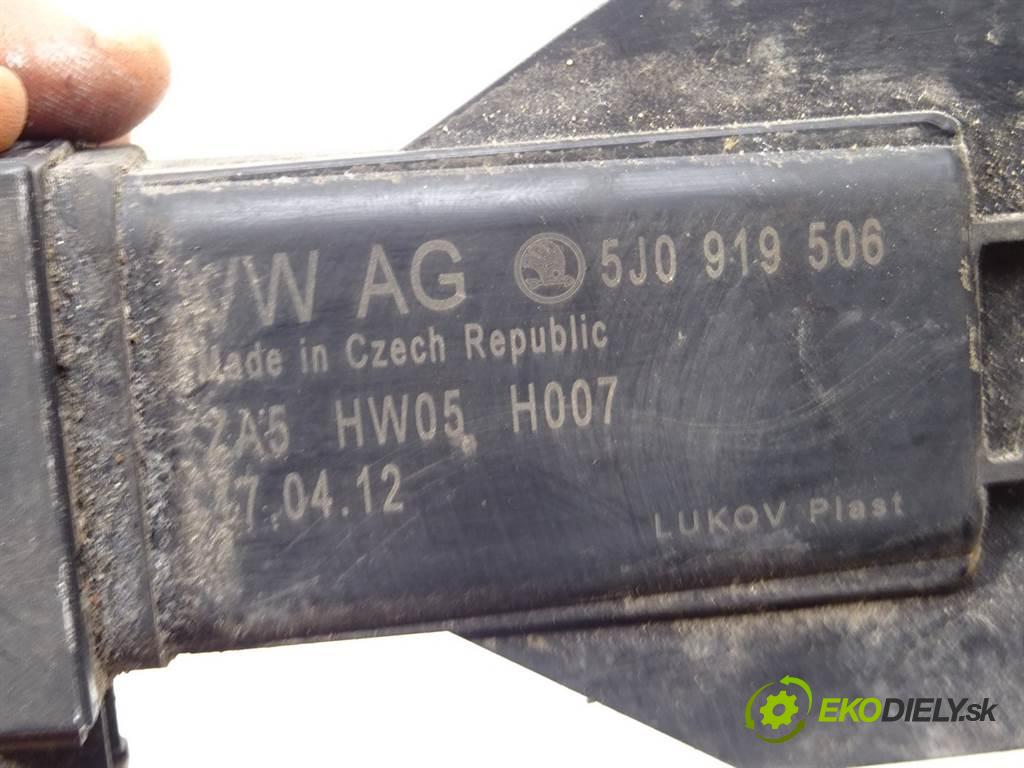 VW AG 5J0 919 506
Made in Czech Republic
ZA5 HW05 H007
7.04.12
LUKOV Plast
EKODIELY.sk